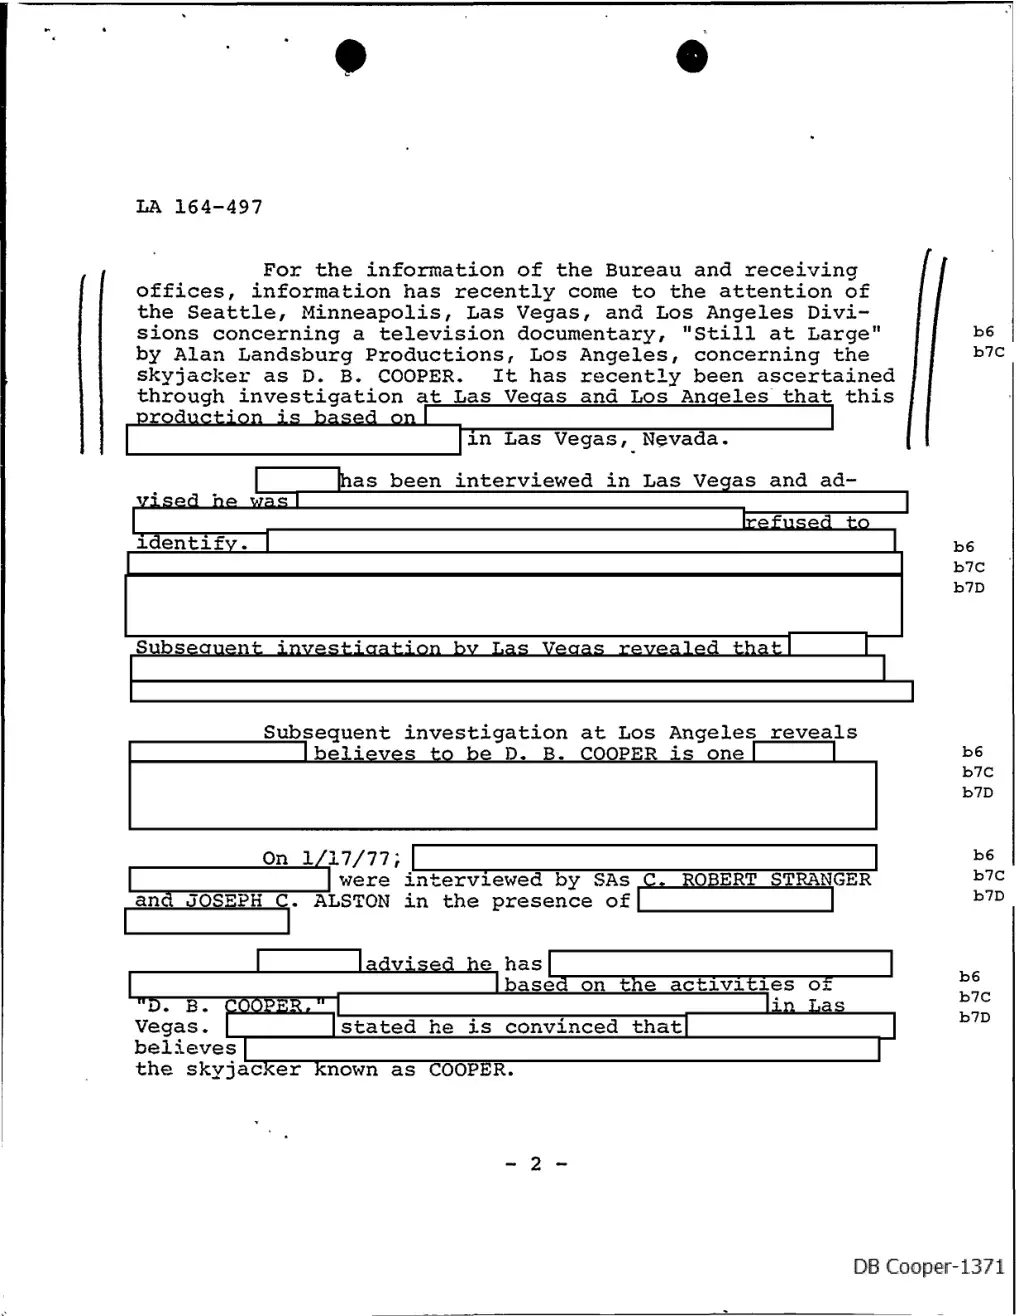 LA 164-497
For the information of the Bureau and receiving
offices, information has recently come to the attention of
the Seattle, Minneapolis, Las Vegas, and Los Angeles Divi-
sions concerning a television documentary, "Still at Large"
b6
by Alan Landsburg Productions, Los Angeles, concerning the
b7C
skyjacker as D. B. COOPER. It has recently been ascertained
through investigation at Las Vegas and Los Angeles that this
production is based on
in Las Vegas, Nevada.
has been interviewed in Las Vegas and ad-
vised he was
refused to
identify.
b6
b7C
b7D
Subsequent investigation by Las Vegas revealed that
Subsequent investigation at Los Angeles reveals
believes to be D. B. COOPER is one
b6
b7C
b7D
On 1/17/77;
b6
were interviewed by SAs C. ROBERT STRANGER
b7C
and JOSEPH C. ALSTON in the presence of
b7D
advised he has
based on the activities of
b6
"D. B. COOPER," in Las
b7C
Vegas. stated he is convinced that
b7D
believes
the skyjacker known as COOPER.
- 2 -
DB Cooper-1371